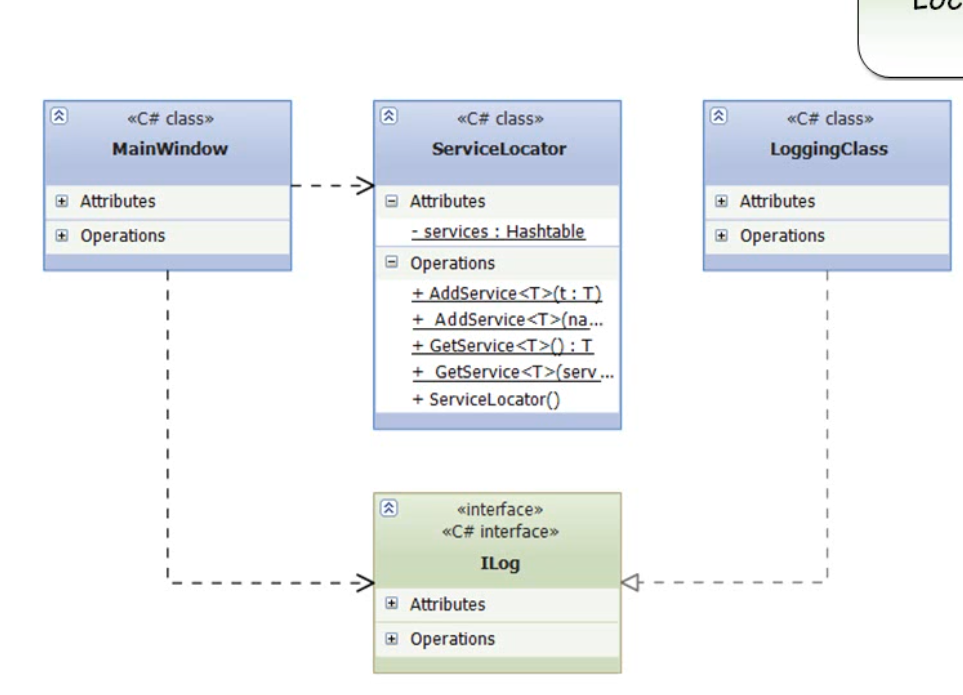 «C# class»
MainWindow
Attributes
Operations
«C# class»
ServiceLocator
Attributes
- services : Hashtable
Operations
+ AddService<T>(t : T)
+ AddService<T>(na...
+ GetService<T>() : T
+ GetService<T>(serv...
+ ServiceLocator()
«C# class»
LoggingClass
Attributes
Operations
«interface»
«C# interface»
ILog
Attributes
Operations